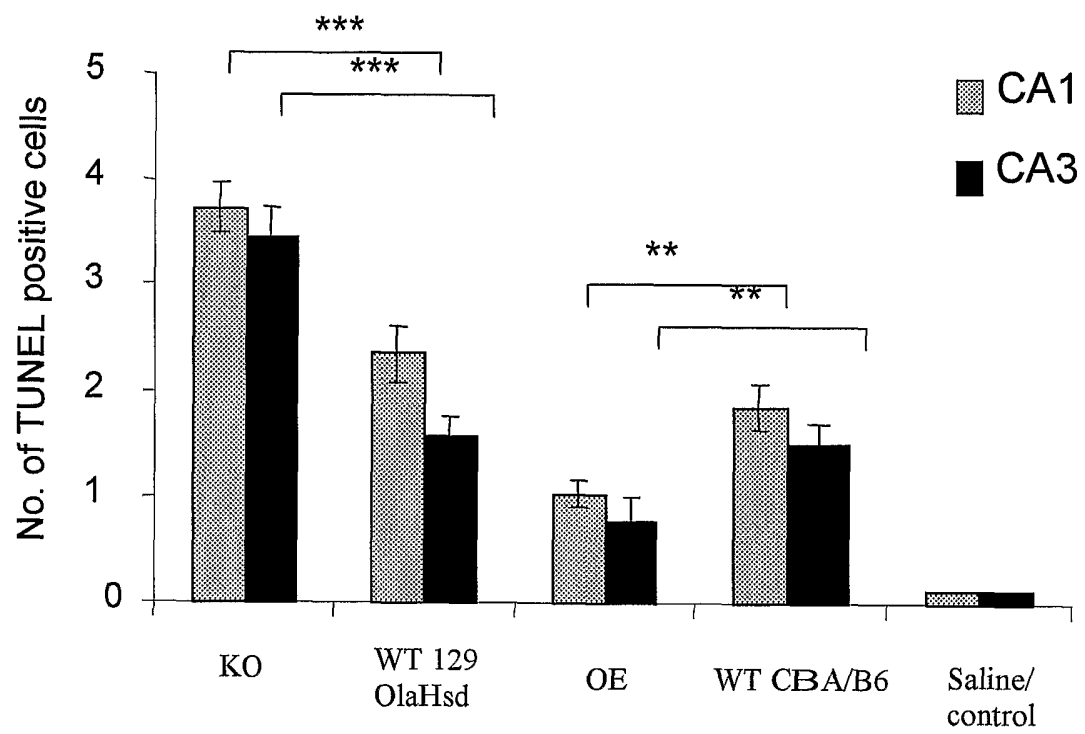 ***
***
5
4
3
2
1
0
No. of TUNEL positive cells
CA1
CA3
**
**
KO
WT 129
OlaHsd
OE
WT CBA/B6
Saline/
control